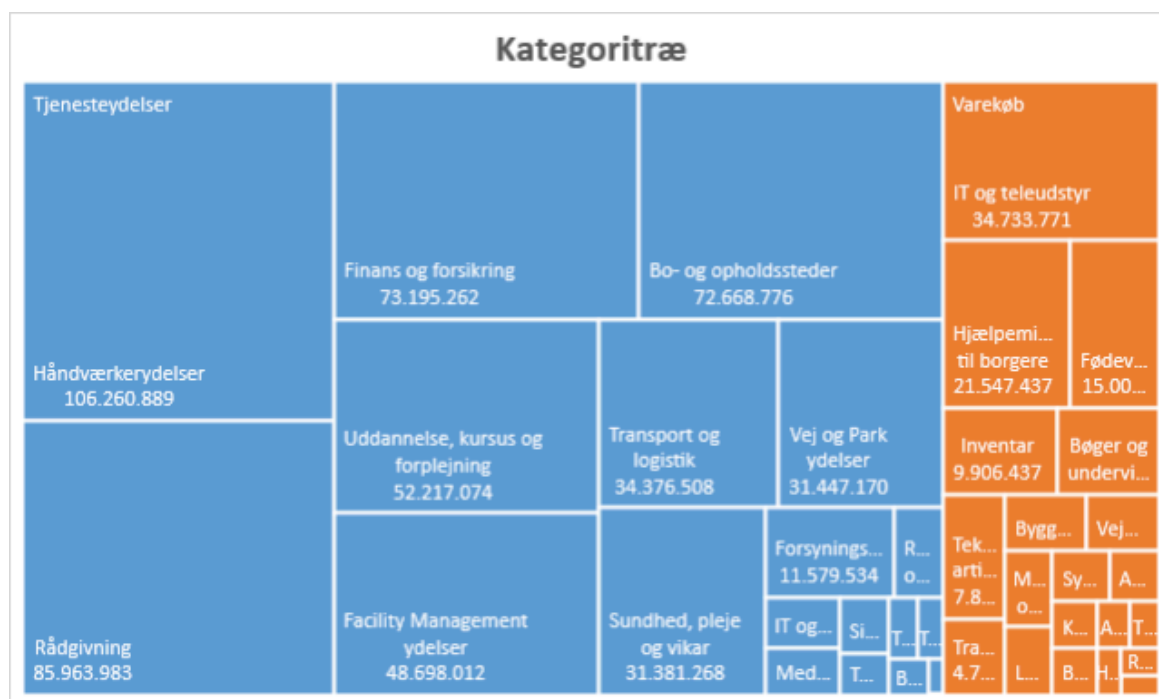 Kategoritræ
Tjenesteydelser
Håndværkerydelser
106.260.889
Rådgivning
85.963.983
Finans og forsikring
73.195.262
Bo- og opholdssteder
72.668.776
Uddannelse, kursus og
forplejning
52.217.074
Facility Management
ydelser
48.698.012
Transport og
logistik
34.376.508
Vej og Park
ydelser
31.447.170
Sundhed, pleje
og vikar
31.381.268
Forsynings...
11.579.534
R...
o...
IT og...
Si...
T...
T...
Med...
T...
B...
Varekøb
IT og teleudstyr
34.733.771
Hjælpemi...
til borgere
21.547.437
Fødev...
15.00...
Inventar
9.906.437
Bøger og
undervi...
Tek...
arti...
7.8...
Bygg...
Vej...
M...
o...
Sy...
A...
K...
A...
T...
Tra...
4.7...
L...
B...
H...
R...